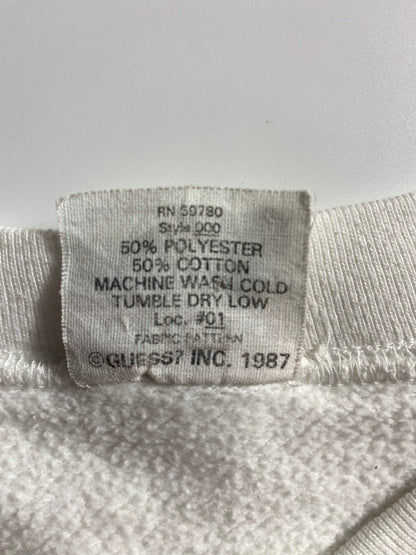 RN 59780
Style 000
50% POLYESTER
50% COTTON
MACHINE WASH COLD
TUMBLE DRY LOW
Loc. #01
FABRIC PATTERN
©GUESS? INC. 1987